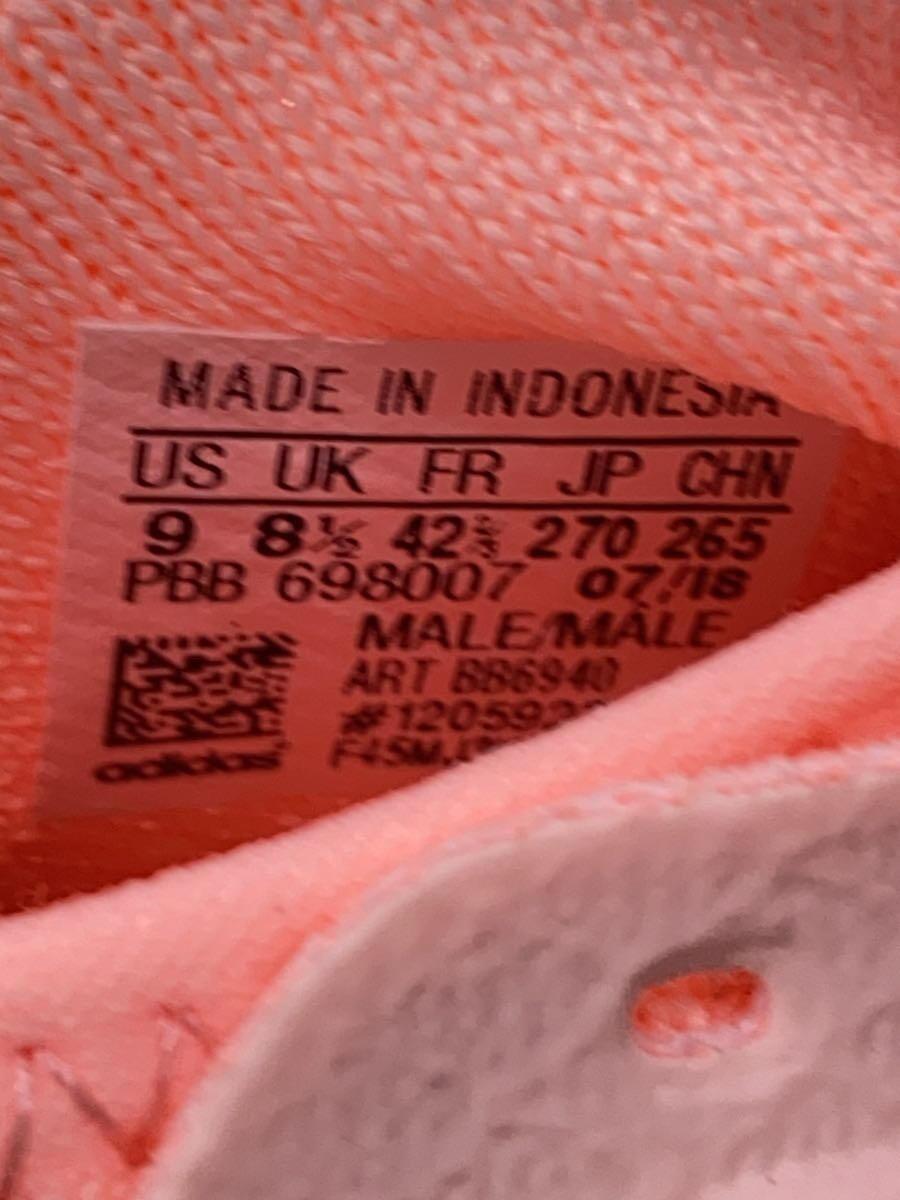 MADE IN INDONESIA
US UK FR JP CHN
9 8½ 42⅔ 270 265
PBB 698007 07/18
MALE/MÂLE
ART BB6940
adidas